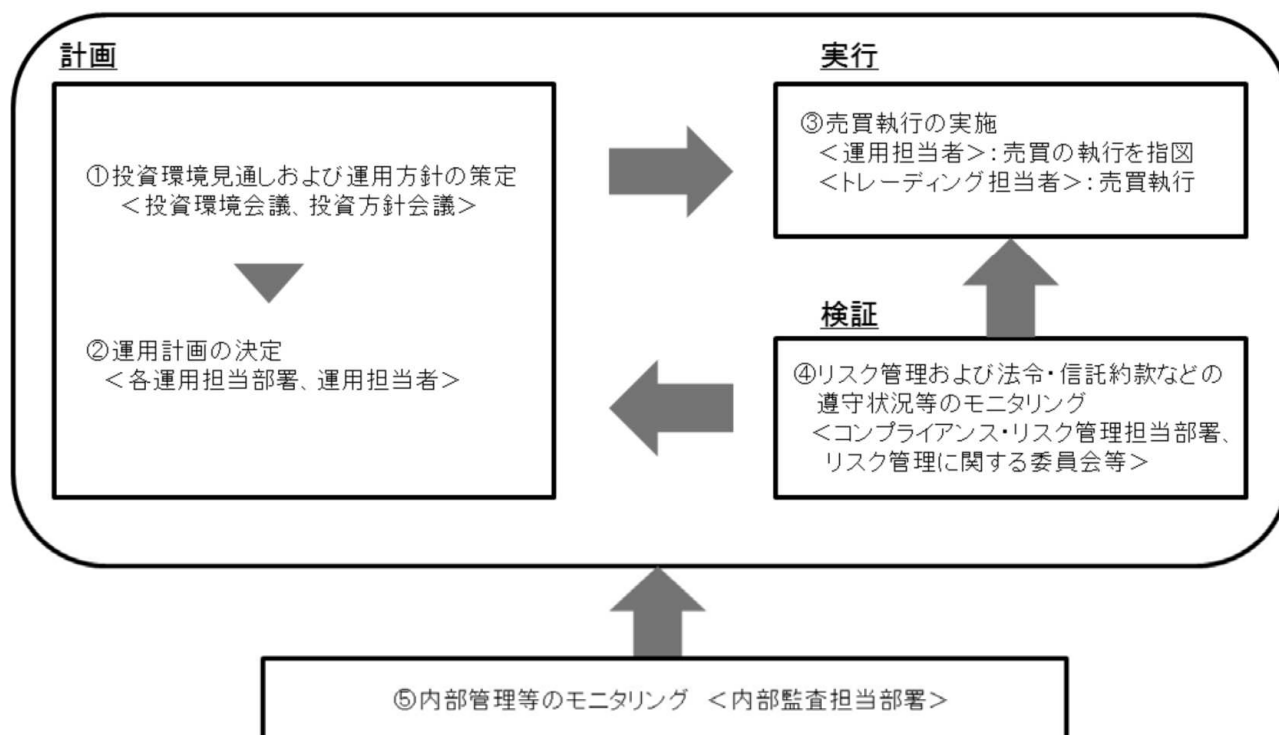 計画
①投資環境見通しおよび運用方針の策定
<投資環境会議、投資方針会議>
②運用計画の決定
<各運用担当部署、運用担当者>
実行
③売買執行の実施
<運用担当者>:売買の執行を指図
<トレーディング担当者>:売買執行
検証
④リスク管理および法令・信託約款などの
遵守状況等のモニタリング
<コンプライアンス・リスク管理担当部署、
リスク管理に関する委員会等>
⑤内部管理等のモニタリング <内部監査担当部署>